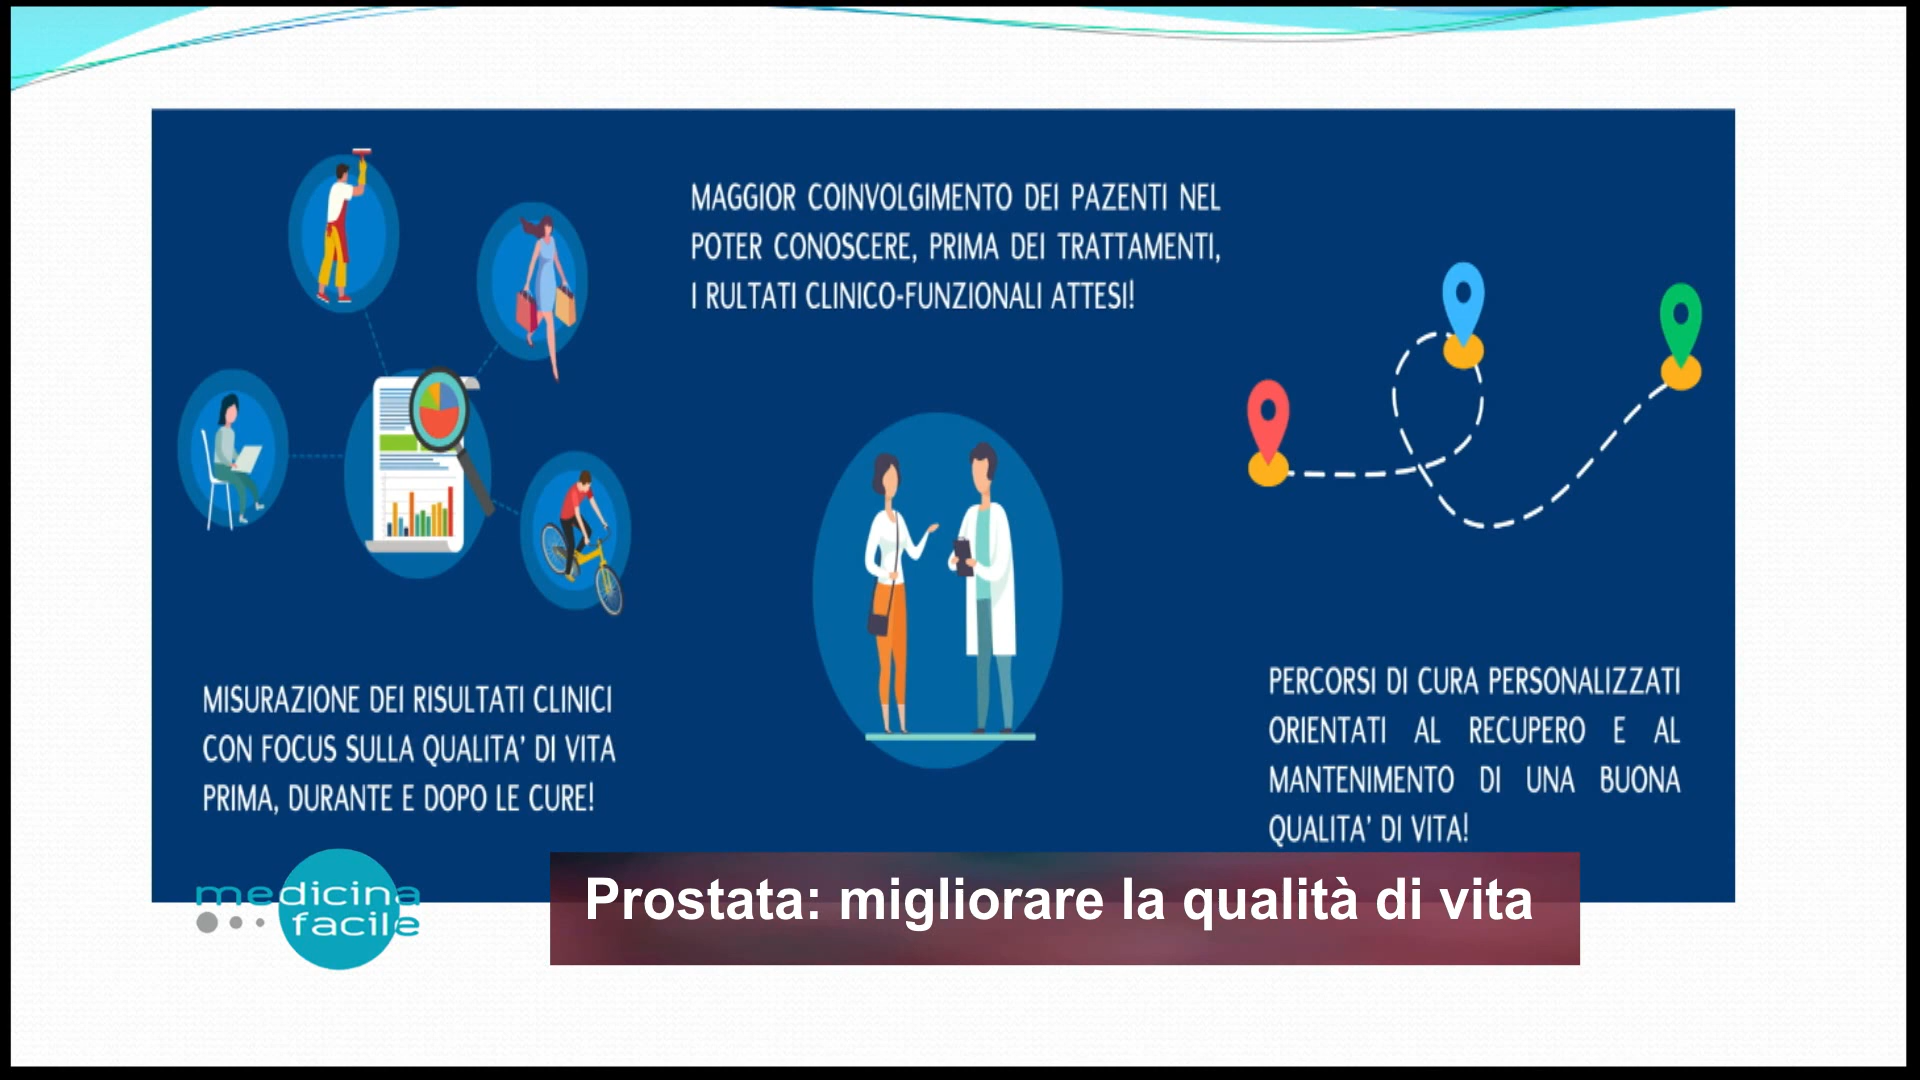 MAGGIOR COINVOLGIMENTO DEI PAZENTI NEL
POTER CONOSCERE, PRIMA DEI TRATTAMENTI,
I RULTATI CLINICO-FUNZIONALI ATTESI!
MISURAZIONE DEI RISULTATI CLINICI
CON FOCUS SULLA QUALITA' DI VITA
PRIMA, DURANTE E DOPO LE CURE!
PERCORSI DI CURA PERSONALIZZATI
ORIENTATI AL RECUPERO E AL
MANTENIMENTO DI UNA BUONA
QUALITA' DI VITA!
medicina
facile
Prostata: migliorare la qualità di vita